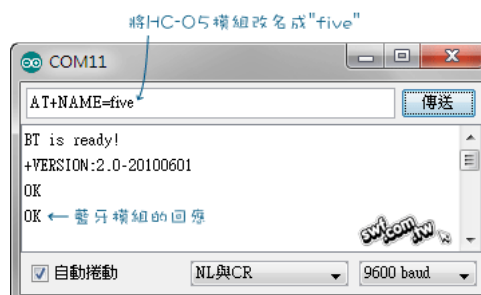 將HC-05模組改名成"five"
COM11
AT+NAME=five
傳送
BT is ready!
+VERSION:2.0-20100601
OK
OK ← 藍牙模組的回應
swf.com.tw
自動捲動
NL與CR
9600 baud